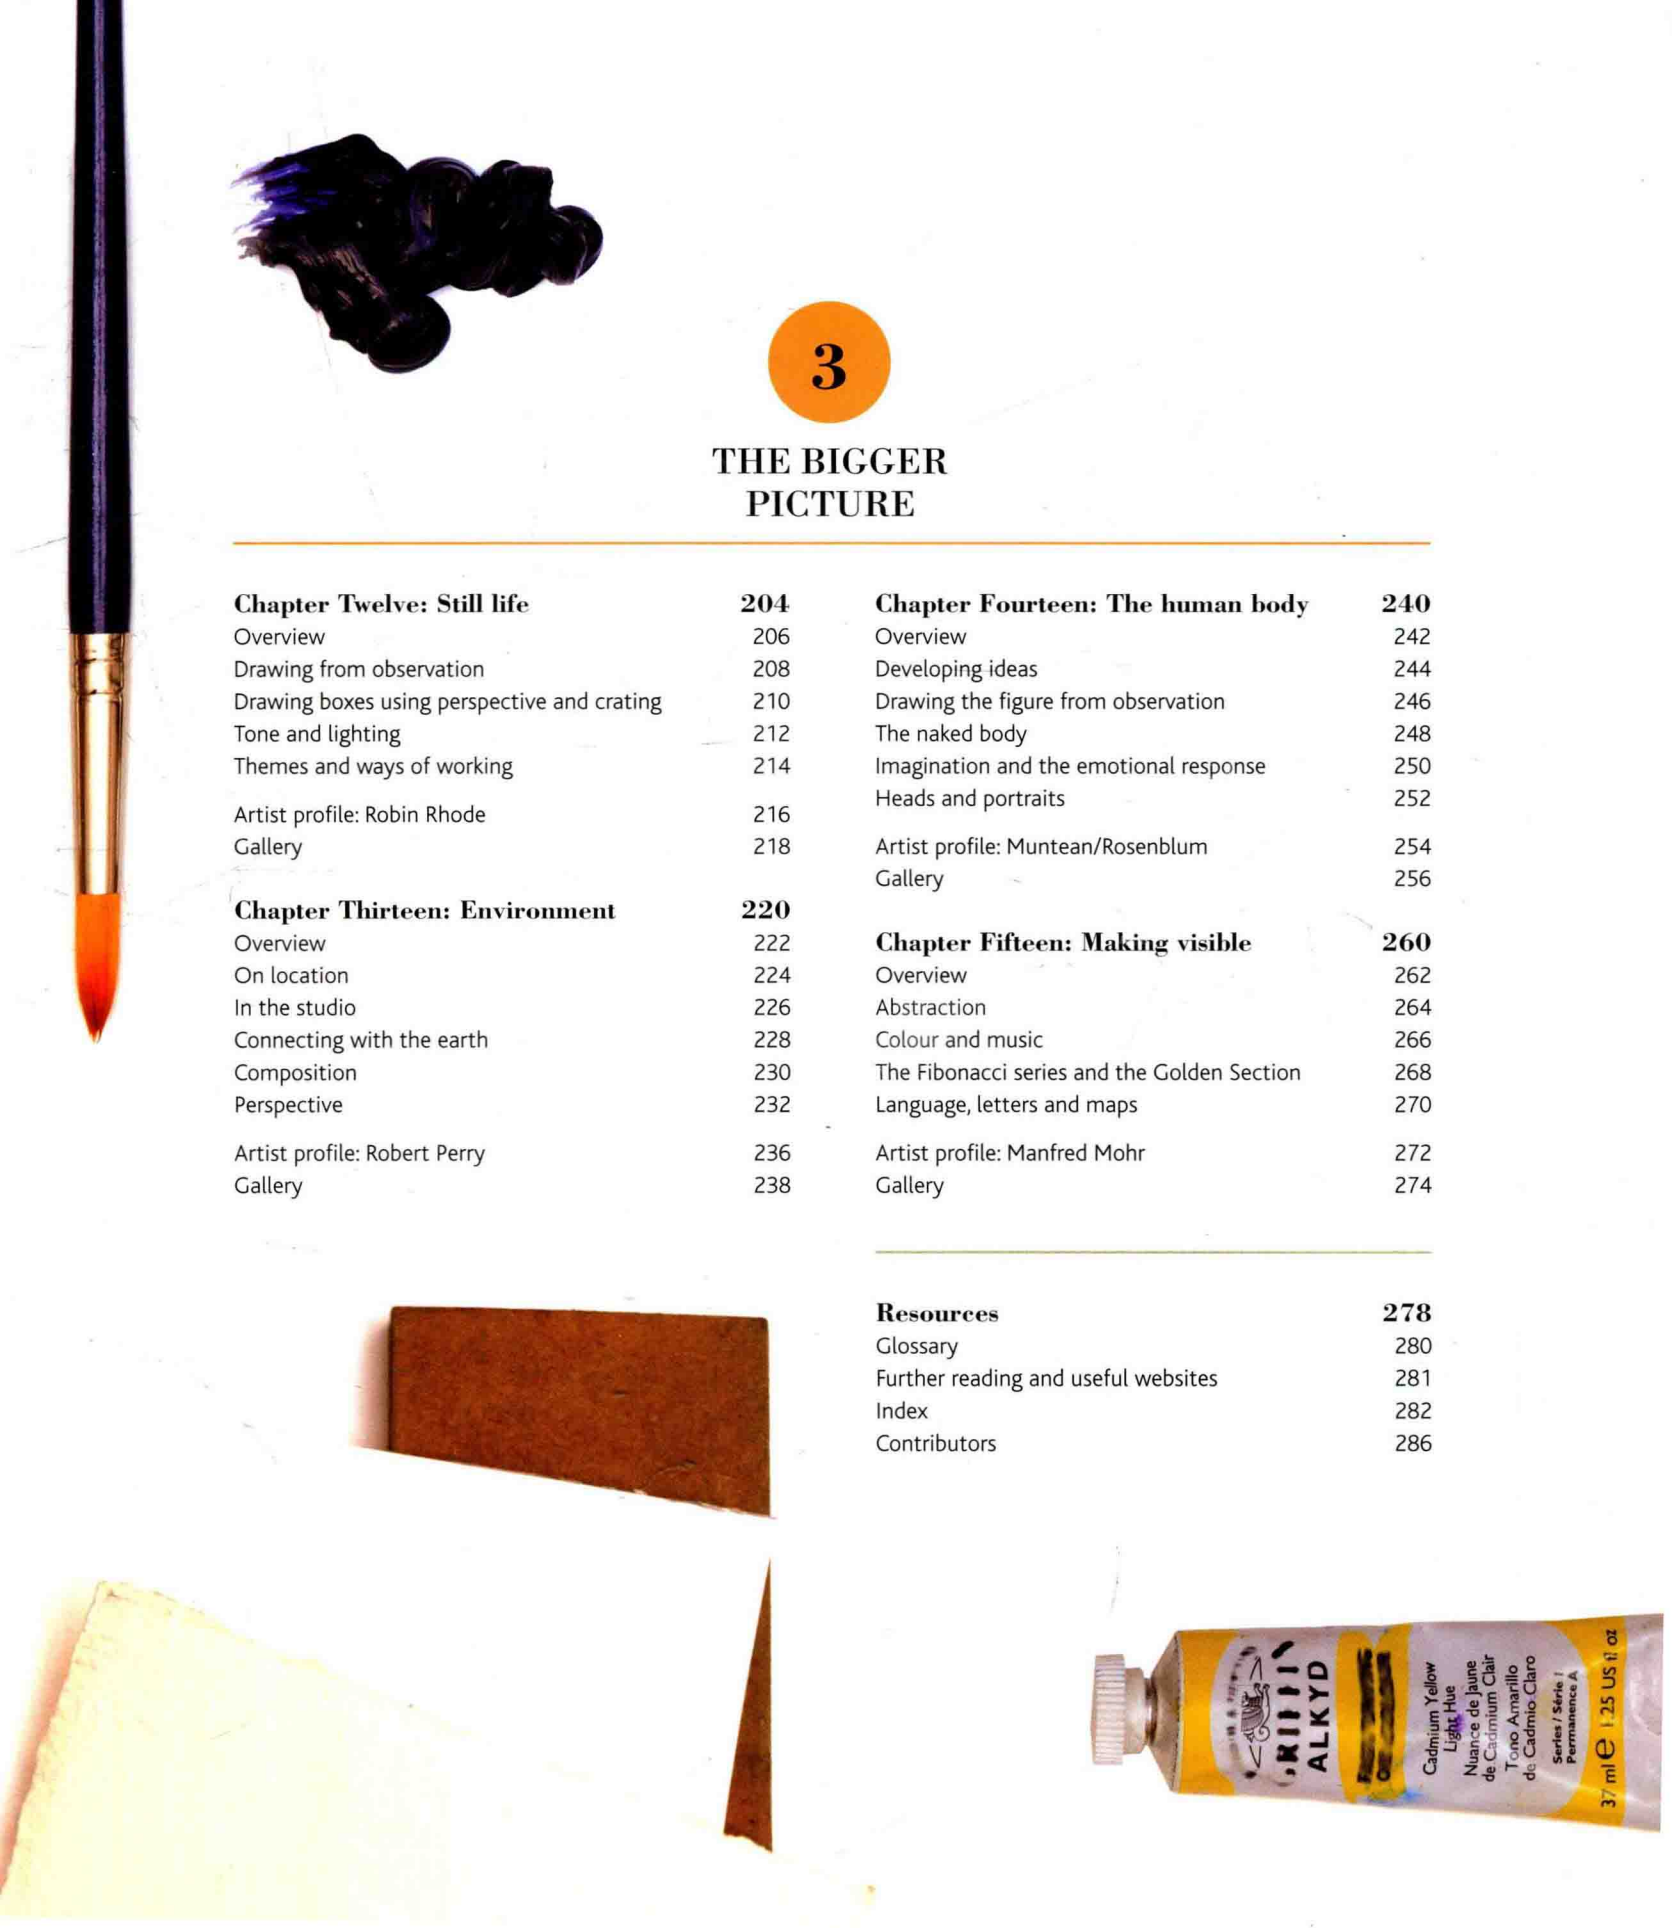 3
THE BIGGER
PICTURE
Chapter Twelve: Still life 204
Overview 206
Drawing from observation 208
Drawing boxes using perspective and crating 210
Tone and lighting 212
Themes and ways of working 214
Artist profile: Robin Rhode 216
Gallery 218
Chapter Thirteen: Environment 220
Overview 222
On location 224
In the studio 226
Connecting with the earth 228
Composition 230
Perspective 232
Artist profile: Robert Perry 236
Gallery 238
Chapter Fourteen: The human body 240
Overview 242
Developing ideas 244
Drawing the figure from observation 246
The naked body 248
Imagination and the emotional response 250
Heads and portraits 252
Artist profile: Muntean/Rosenblum 254
Gallery 256
Chapter Fifteen: Making visible 260
Overview 262
Abstraction 264
Colour and music 266
The Fibonacci series and the Golden Section 268
Language, letters and maps 270
Artist profile: Manfred Mohr 272
Gallery 274
Resources 278
Glossary 280
Further reading and useful websites 281
Index 282
Contributors 286
ALKYD
Cadmium Yellow
Light Hue
Nuance de Jaune
de Cadmium Clair
Tono Amarillo
de Cadmio Claro
Series / Série 1
Permanence A
37 ml e 1.25 US fl oz